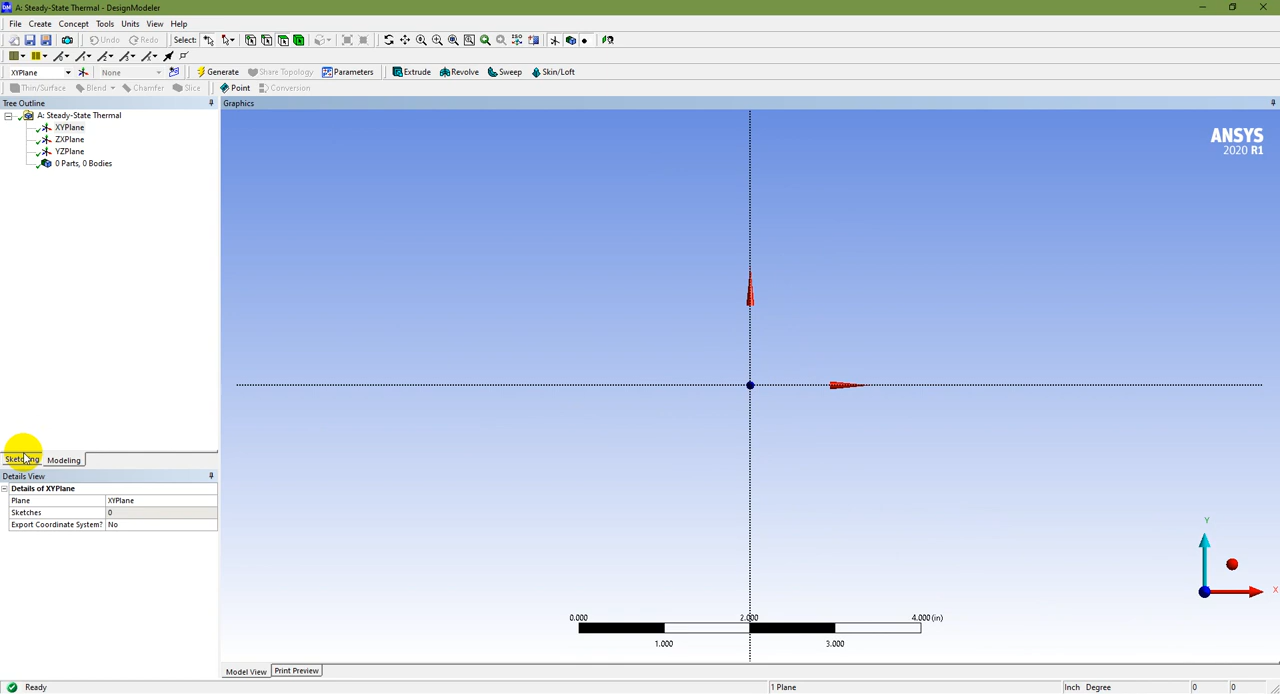 A: Steady-State Thermal - DesignModeler
File Create Concept Tools Units View Help
Undo Redo Select:
XYPlane None Generate Share Topology Parameters Extrude Revolve Sweep Skin/Loft
Thin/Surface Blend Chamfer Slice Point Conversion
Tree Outline
Graphics
A: Steady-State Thermal
XYPlane
ZXPlane
YZPlane
0 Parts, 0 Bodies
ANSYS
2020 R1
Sketching Modeling
Details View
Details of XYPlane
Plane XYPlane
Sketches 0
Export Coordinate System? No
Y
X
0.000 2.000 4.000 (in)
1.000 3.000
Model View Print Preview
Ready 1 Plane Inch Degree 0 0